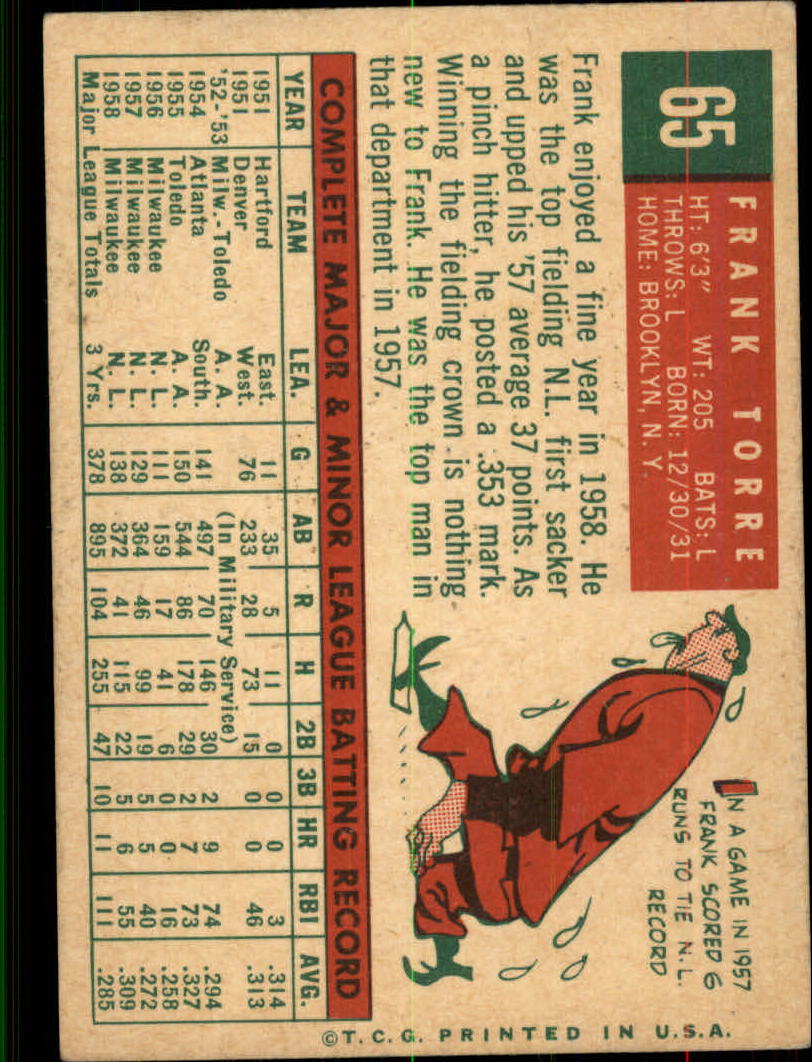 65
FRANK TORRE
HT: 6'3" WT: 205 BATS: L
THROWS: L BORN: 12/30/31
HOME: BROOKLYN, N. Y.
Frank enjoyed a fine year in 1958. He
was the top fielding N.L. first sacker
and upped his '57 average 37 points. As
a pinch hitter, he posted a .353 mark.
Winning the fielding crown is nothing
new to Frank. He was the top man in
that department in 1957.
IN A GAME IN 1957
FRANK SCORED 6
RUNS TO TIE N.L.
RECORD
COMPLETE MAJOR & MINOR LEAGUE BATTING RECORD
YEAR TEAM LEA. G AB R H 2B 3B HR RBI AVG.
1951 Hartford East. 11 35 5 11 0 0 0 3 .314
1951 Denver West. 76 233 28 73 15 0 0 46 .313
'52-'53 Milw.-Toledo A. A. (In Military Service)
1954 Atlanta South. 141 497 70 146 30 2 9 74 .294
1955 Toledo A. A. 150 544 86 178 29 2 7 73 .327
1956 Milwaukee N. L. 111 159 17 41 6 0 0 16 .258
1957 Milwaukee N. L. 129 364 46 99 19 5 5 40 .272
1958 Milwaukee N. L. 138 372 41 115 22 5 6 55 .309
Major League Totals 3 Yrs. 378 895 104 255 47 10 11 111 .285
©T. C. G. PRINTED IN U.S.A.